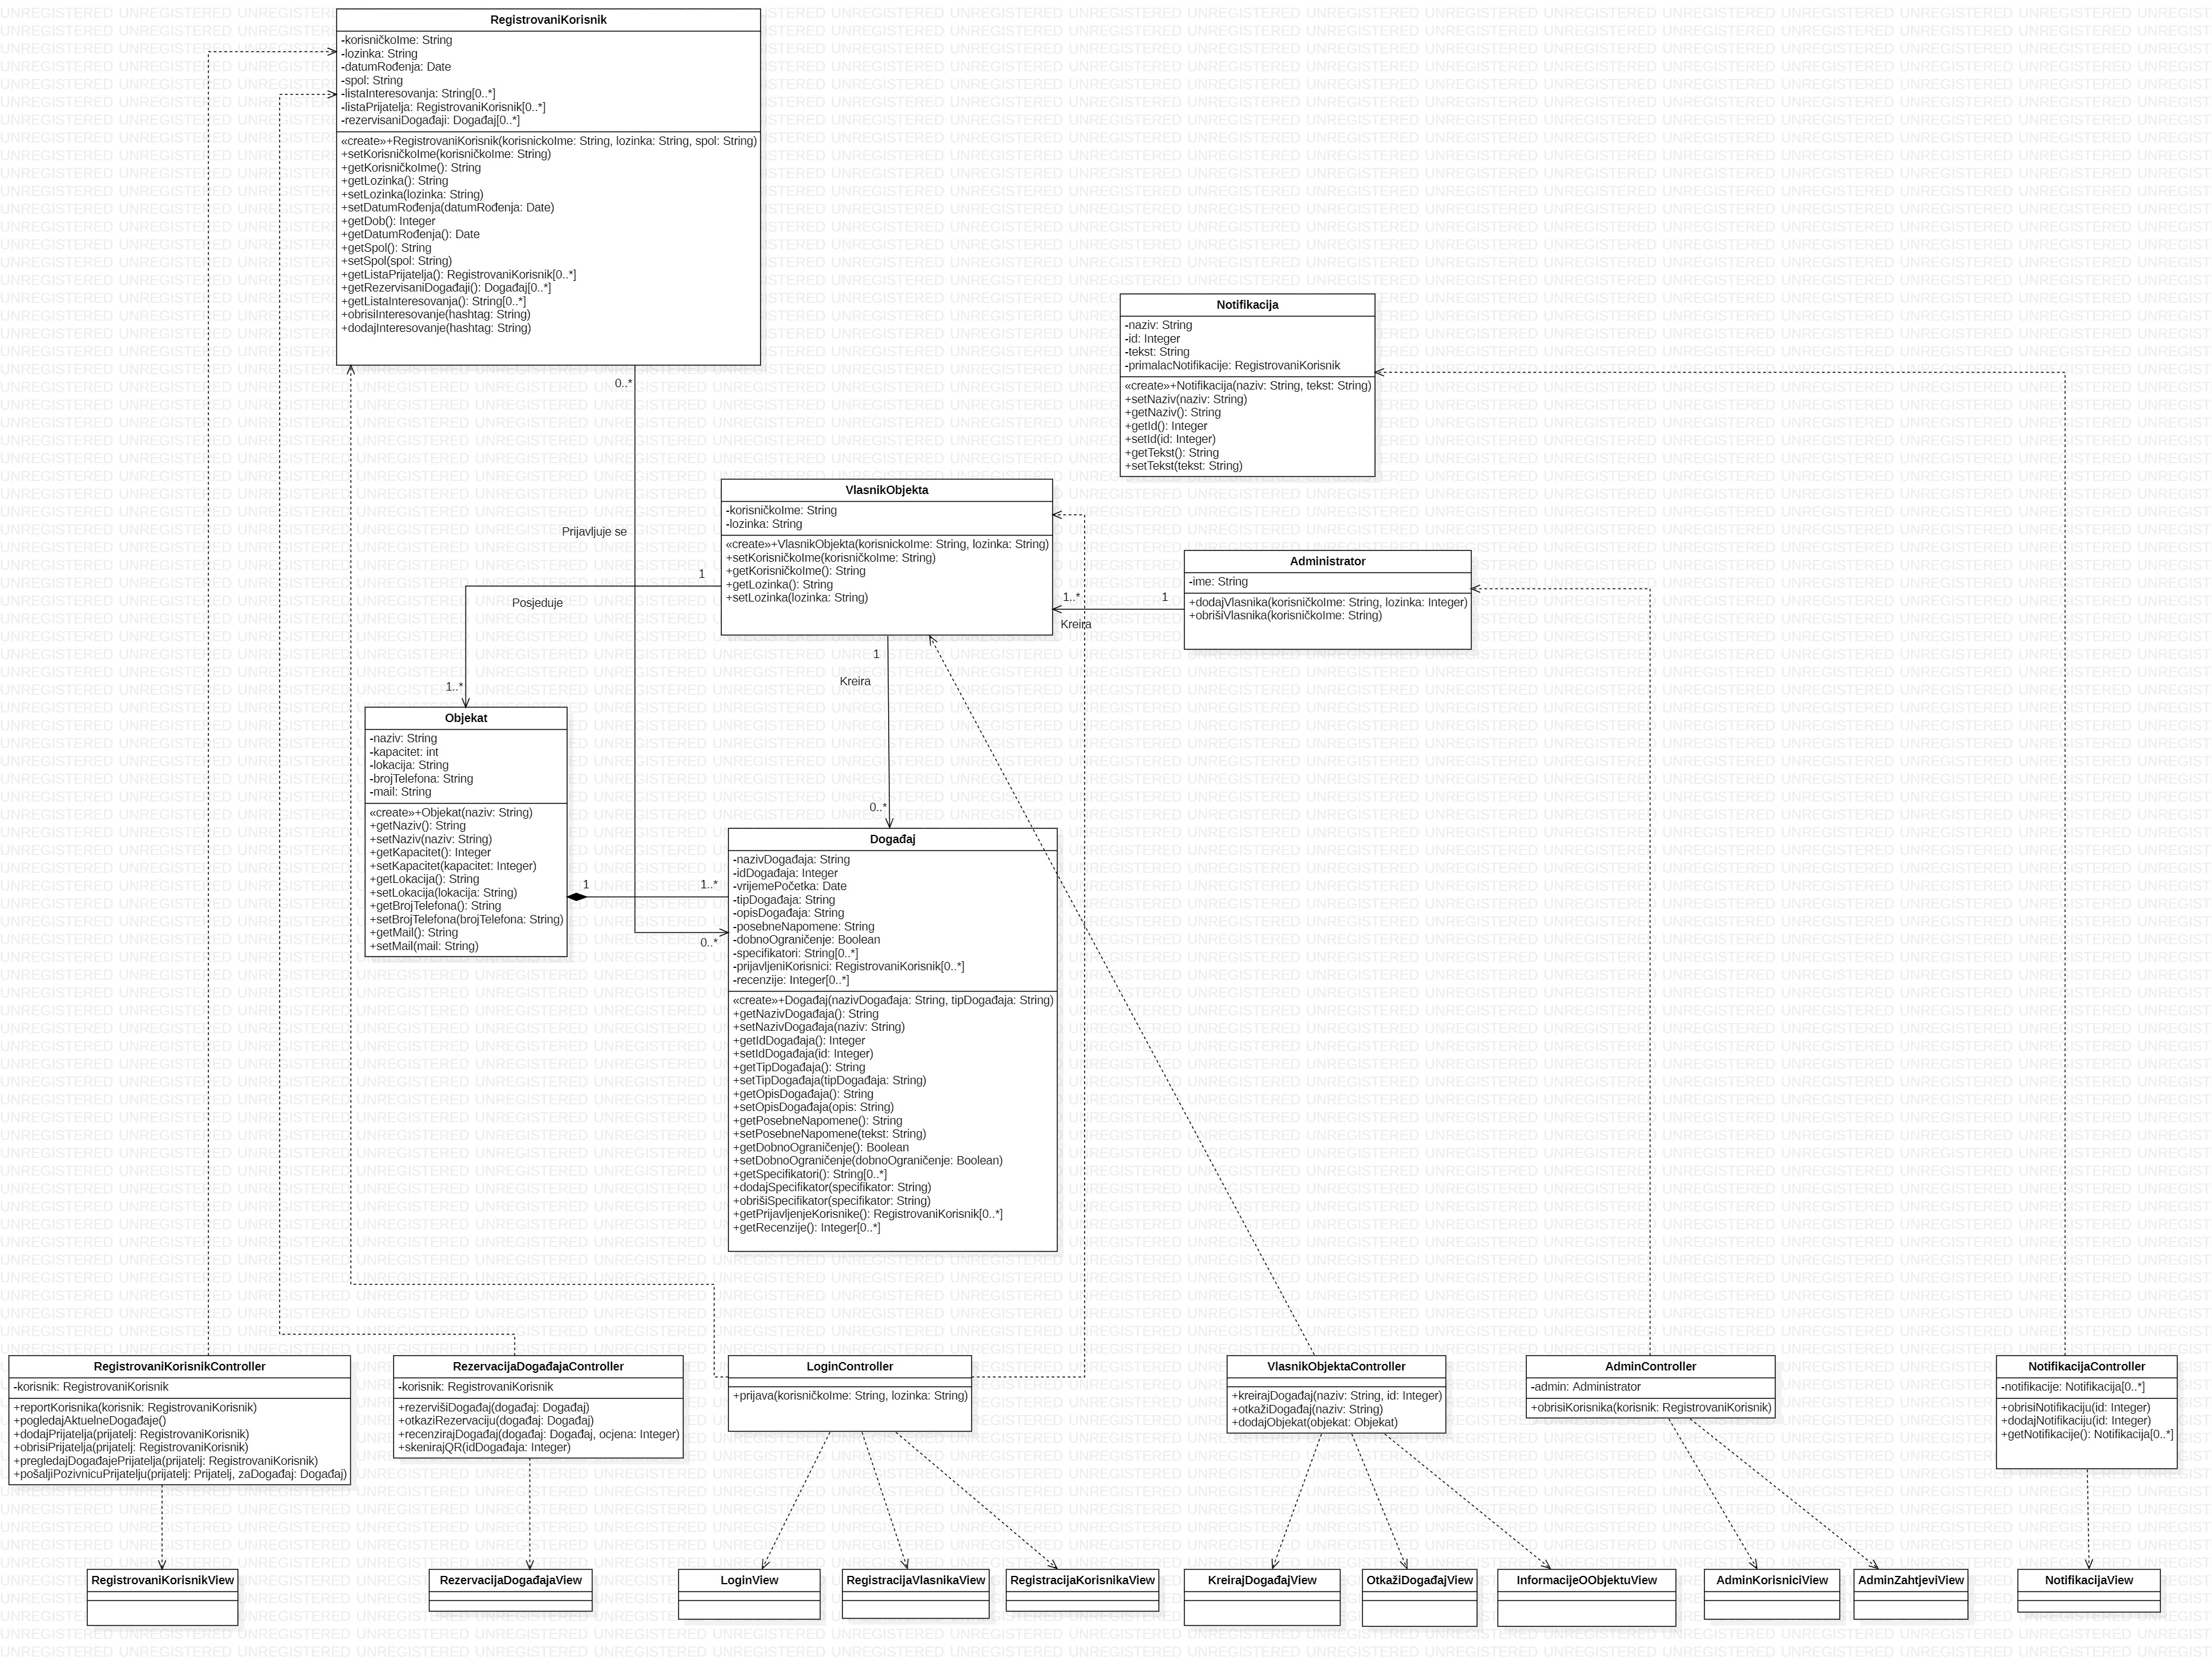 RegistrovaniKorisnik
-korisničkoIme: String
-lozinka: String
-datumRođenja: Date
-spol: String
-listaInteresovanja: String[0..*]
-listaPrijatelja: RegistrovaniKorisnik[0..*]
-rezervisaniDogađaji: Događaj[0..*]
«create»+RegistrovaniKorisnik(korisnickoIme: String, lozinka: String, spol: String)
+setKorisničkoIme(korisničkoIme: String)
+getKorisničkoIme(): String
+getLozinka(): String
+setLozinka(lozinka: String)
+setDatumRođenja(datumRođenja: Date)
+getDob(): Integer
+getDatumRođenja(): Date
+getSpol(): String
+setSpol(spol: String)
+getListaPrijatelja(): RegistrovaniKorisnik[0..*]
+getRezervisaniDogađaji(): Događaj[0..*]
+getListaInteresovanja(): String[0..*]
+obrisiInteresovanje(hashtag: String)
+dodajInteresovanje(hashtag: String)
Notifikacija
-naziv: String
-id: Integer
-tekst: String
-primalacNotifikacije: RegistrovaniKorisnik
«create»+Notifikacija(naziv: String, tekst: String)
+setNaziv(naziv: String)
+getNaziv(): String
+getId(): Integer
+setId(id: Integer)
+getTekst(): String
+setTekst(tekst: String)
0..*
Prijavljuje se
0..*
VlasnikObjekta
-korisničkoIme: String
-lozinka: String
«create»+VlasnikObjekta(korisnickoIme: String, lozinka: String)
+setKorisničkoIme(korisničkoIme: String)
+getKorisničkoIme(): String
+getLozinka(): String
+setLozinka(lozinka: String)
Administrator
-ime: String
+dodajVlasnika(korisničkoIme: String, lozinka: Integer)
+obrišiVlasnika(korisničkoIme: String)
1..*
1
Kreira
1
Posjeduje
1..*
1
Kreira
0..*
Objekat
-naziv: String
-kapacitet: int
-lokacija: String
-brojTelefona: String
-mail: String
«create»+Objekat(naziv: String)
+getNaziv(): String
+setNaziv(naziv: String)
+getKapacitet(): Integer
+setKapacitet(kapacitet: Integer)
+getLokacija(): String
+setLokacija(lokacija: String)
+getBrojTelefona(): String
+setBrojTelefona(brojTelefona: String)
+getMail(): String
+setMail(mail: String)
1
1..*
Događaj
-nazivDogađaja: String
-idDogađaja: Integer
-vrijemePočetka: Date
-tipDogađaja: String
-opisDogađaja: String
-posebneNapomene: String
-dobnoOgraničenje: Boolean
-specifikatori: String[0..*]
-prijavljeniKorisnici: RegistrovaniKorisnik[0..*]
-recenzije: Integer[0..*]
«create»+Događaj(nazivDogađaja: String, tipDogađaja: String)
+getNazivDogađaja(): String
+setNazivDogađaja(naziv: String)
+getIdDogađaja(): Integer
+setIdDogađaja(id: Integer)
+getTipDogađaja(): String
+setTipDogađaja(tipDogađaja: String)
+getOpisDogađaja(): String
+setOpisDogađaja(opis: String)
+getPosebneNapomene(): String
+setPosebneNapomene(tekst: String)
+getDobnoOgraničenje(): Boolean
+setDobnoOgraničenje(dobnoOgraničenje: Boolean)
+getSpecifikatori(): String[0..*]
+dodajSpecifikator(specifikator: String)
+obrišiSpecifikator(specifikator: String)
+getPrijavljenjeKorisnike(): RegistrovaniKorisnik[0..*]
+getRecenzije(): Integer[0..*]
RegistrovaniKorisnikController
-korisnik: RegistrovaniKorisnik
+reportKorisnika(korisnik: RegistrovaniKorisnik)
+pogledajAktuelneDogađaje()
+dodajPrijatelja(prijatelj: RegistrovaniKorisnik)
+obrisiPrijatelja(prijatelj: RegistrovaniKorisnik)
+pregledajDogađajePrijatelja(prijatelj: RegistrovaniKorisnik)
+pošaljiPozivnicuPrijatelju(prijatelj: Prijatelj, zaDogađaj: Događaj)
RezervacijaDogađajaController
-korisnik: RegistrovaniKorisnik
+rezervišiDogađaj(događaj: Događaj)
+otkaziRezervaciju(događaj: Događaj)
+recenzirajDogađaj(događaj: Događaj, ocjena: Integer)
+skenirajQR(idDogađaja: Integer)
LoginController
+prijava(korisničkoIme: String, lozinka: String)
VlasnikObjektaController
+kreirajDogađaj(naziv: String, id: Integer)
+otkažiDogađaj(naziv: String)
+dodajObjekat(objekat: Objekat)
AdminController
-admin: Administrator
+obrisiKorisnika(korisnik: RegistrovaniKorisnik)
NotifikacijaController
-notifikacije: Notifikacija[0..*]
+obrisiNotifikaciju(id: Integer)
+dodajNotifikaciju(id: Integer)
+getNotifikacije(): Notifikacija[0..*]
RegistrovaniKorisnikView
RezervacijaDogađajaView
LoginView
RegistracijaVlasnikaView
RegistracijaKorisnikaView
KreirajDogađajView
OtkažiDogađajView
InformacijeOObjektuView
AdminKorisniciView
AdminZahtjeviView
NotifikacijaView